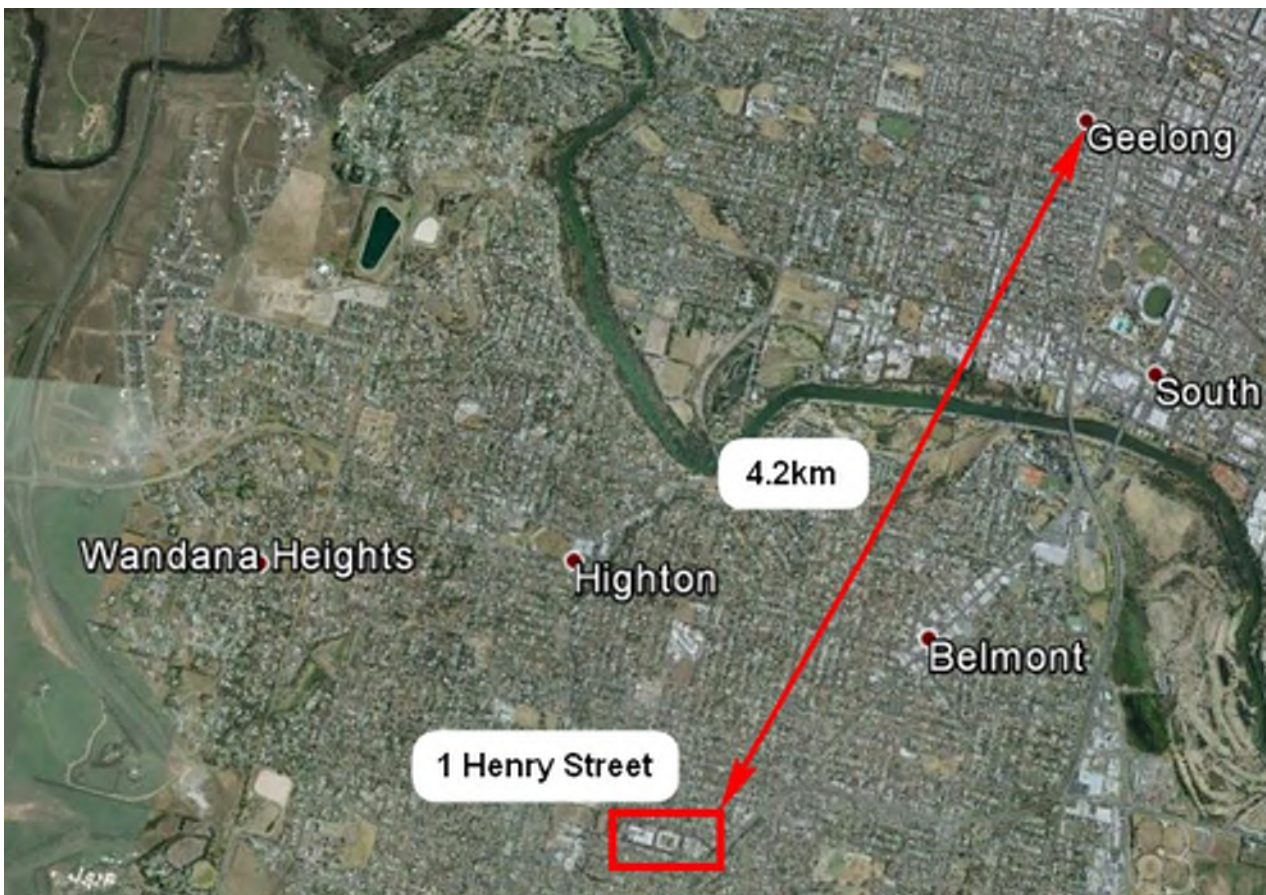 Geelong
South
4.2km
Wandana Heights
Highton
Belmont
1 Henry Street